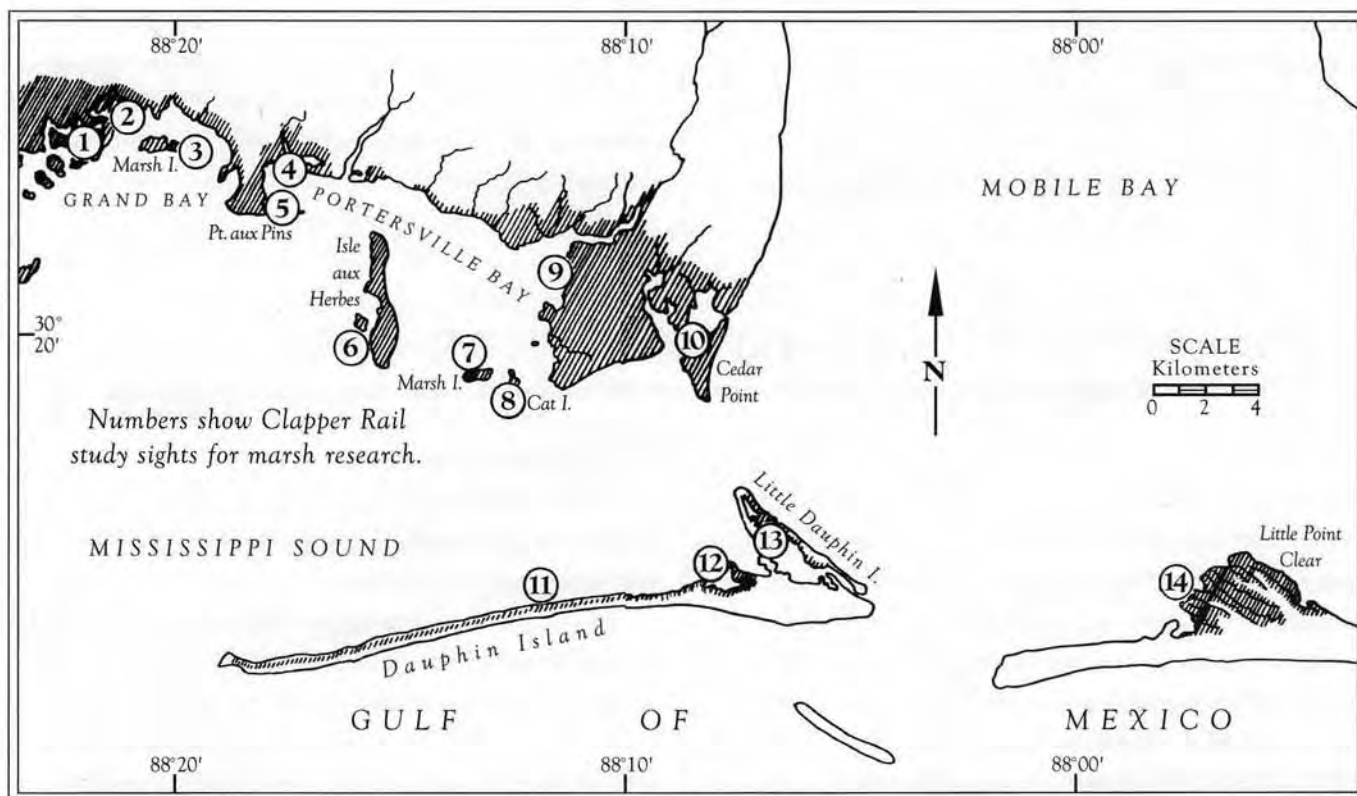 88°20'
88°10'
88°00'
1
2
3
4
5
Marsh I.
GRAND BAY
Pt. aux Pins
PORTERSVILLE BAY
MOBILE BAY
Isle
aux
Herbes
9
30°
20'
6
7
10
N
SCALE
Kilometers
0 2 4
Marsh I.
8
Cat I.
Cedar
Point
Numbers show Clapper Rail
study sights for marsh research.
MISSISSIPPI SOUND
Little Dauphin I.
13
12
11
Little Point
Clear
14
Dauphin Island
GULF OF MEXICO
88°20'
88°10'
88°00'